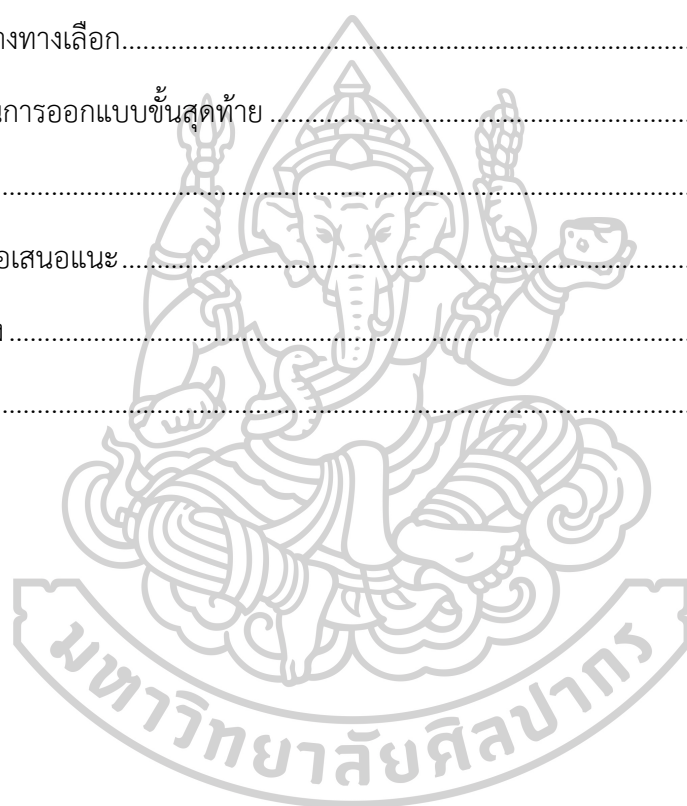 างทางเลือก
นการออกแบบขั้นสุดท้าย
อเสนอแนะ
มหาวิทยาลัยศิลปากร